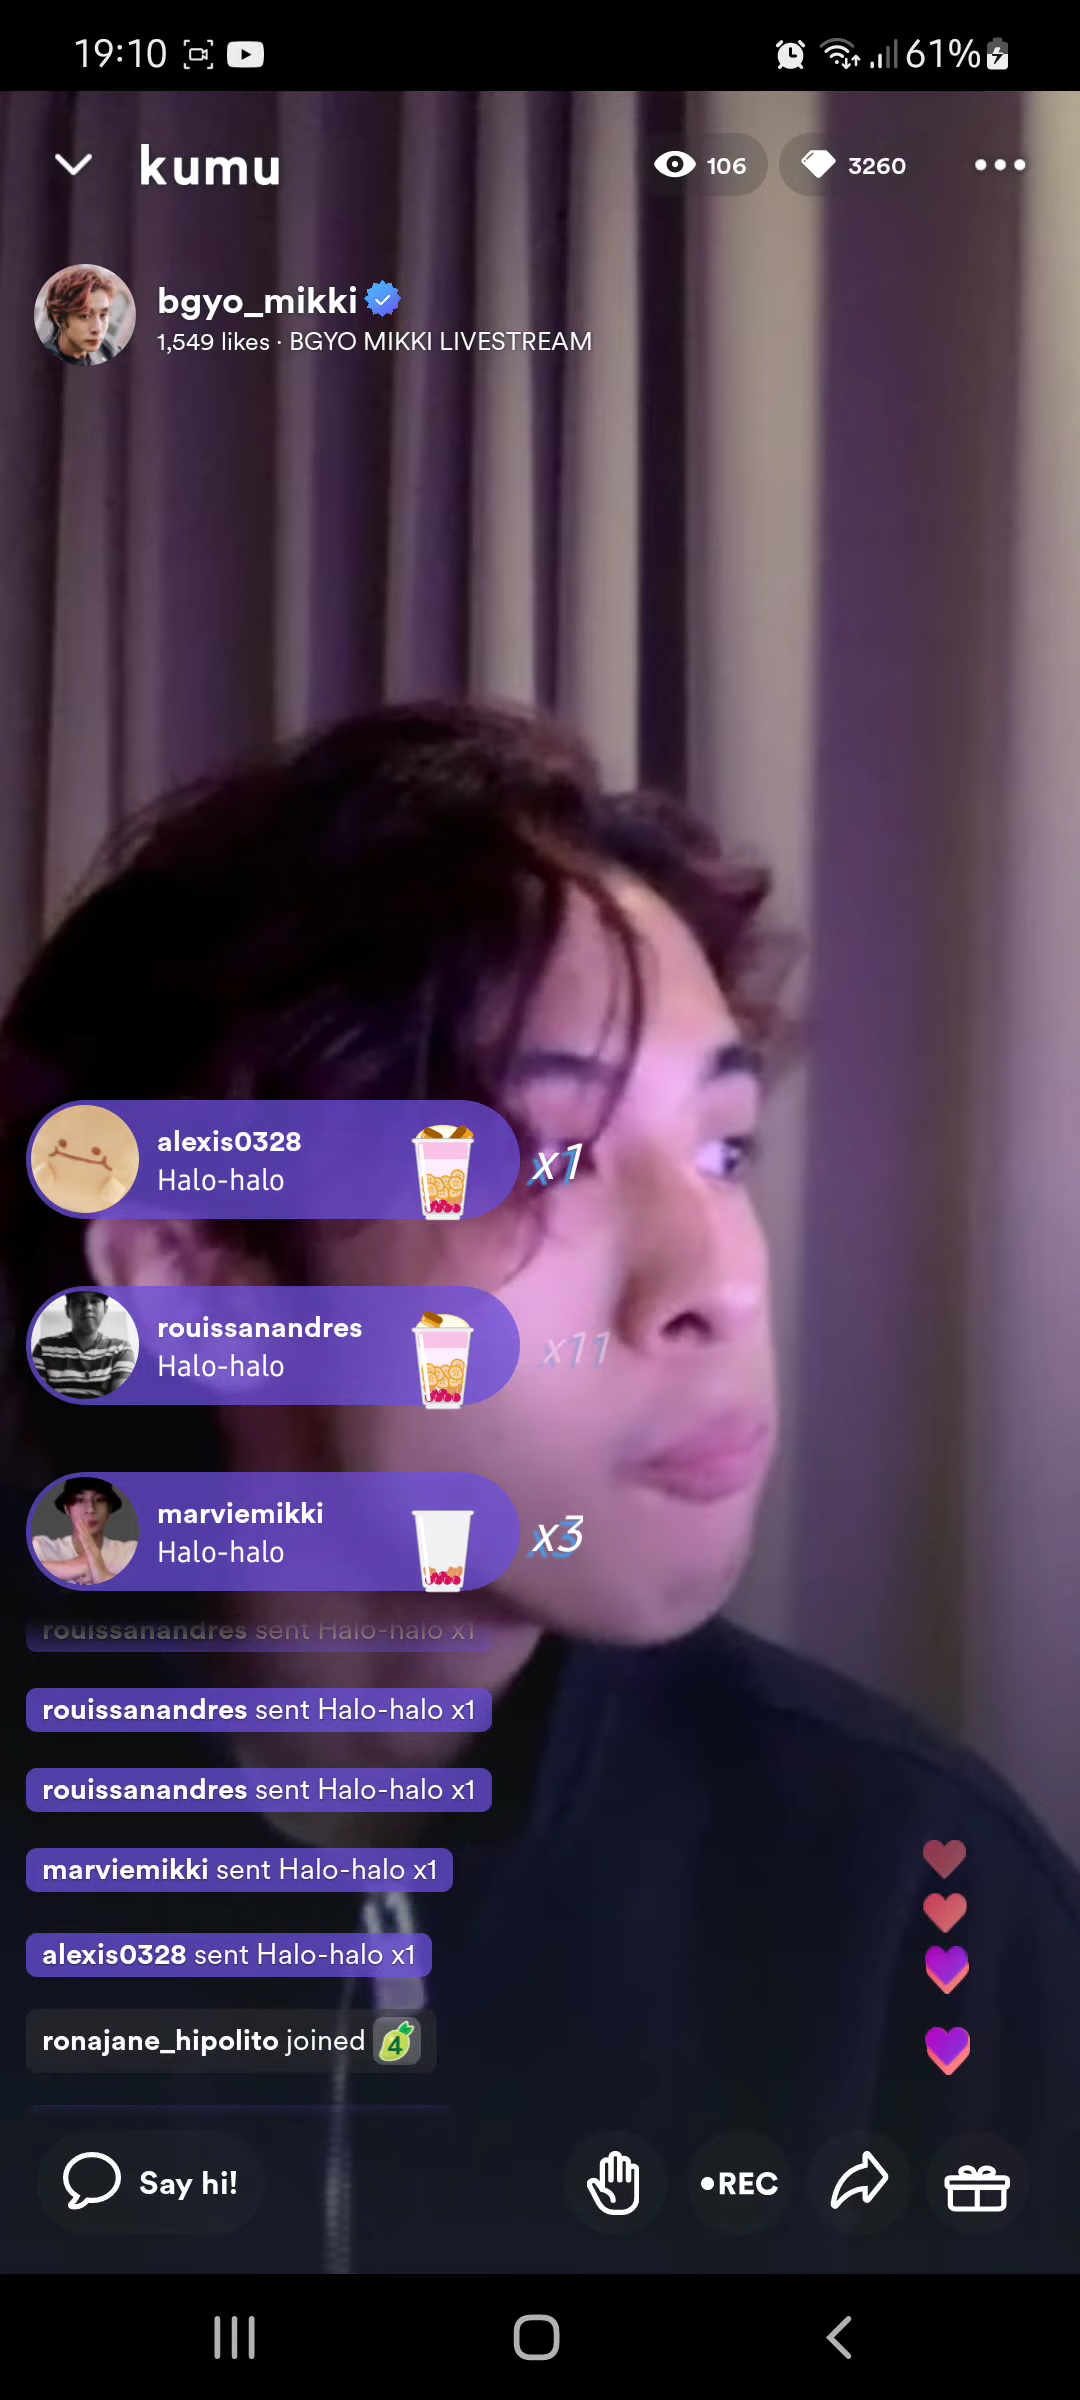 19:10
61%
kumu
106
3260
bgyo_mikki
1,549 likes · BGYO MIKKI LIVESTREAM
alexis0328
Halo-halo
x1
rouissanandres
Halo-halo
x11
marviemikki
Halo-halo
x3
rouissanandres sent Halo-halo x1
rouissanandres sent Halo-halo x1
rouissanandres sent Halo-halo x1
marviemikki sent Halo-halo x1
alexis0328 sent Halo-halo x1
ronajane_hipolito joined 4
Say hi!
•REC